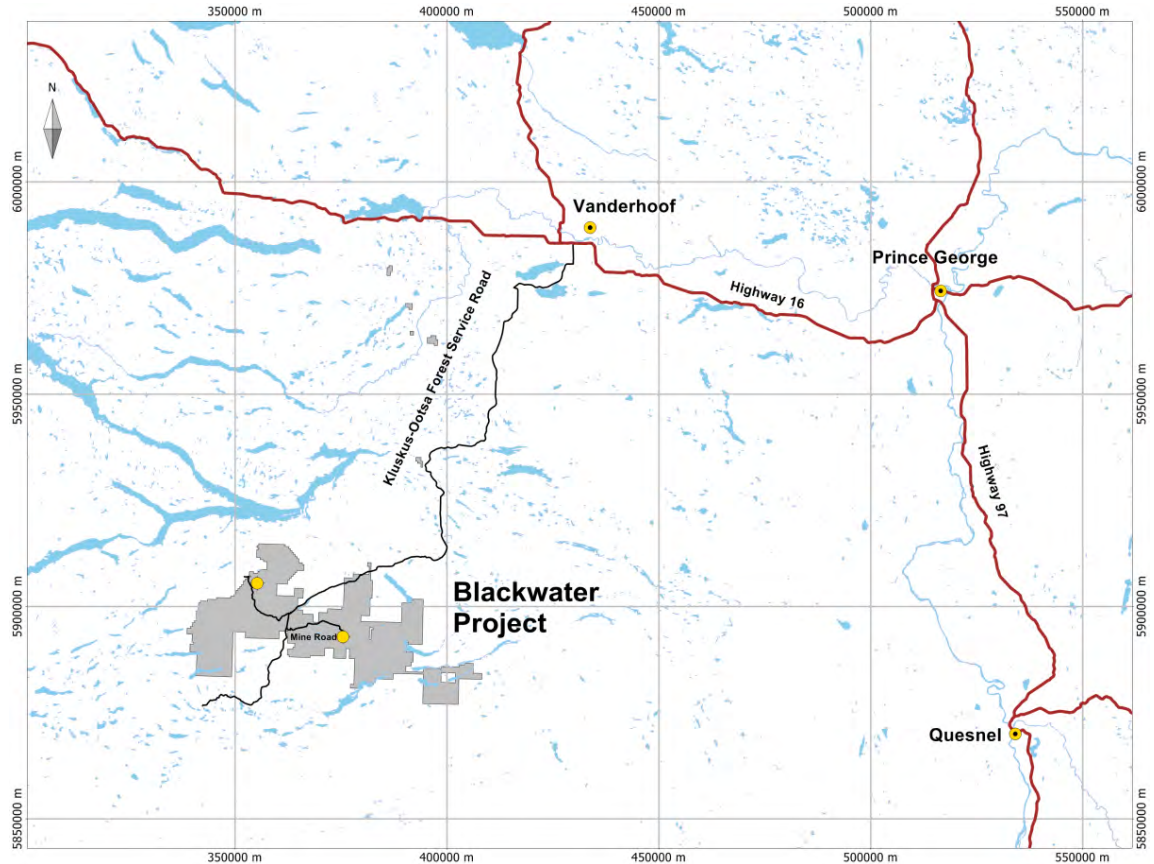 350000 m
400000 m
450000 m
500000 m
550000 m
N
6000000 m
6000000 m
Vanderhoof
Prince George
Highway 16
Kluskus-Ootsa Forest Service Road
5950000 m
5950000 m
Highway 97
Blackwater
Project
5900000 m
5900000 m
Mine Road
Quesnel
5850000 m
5850000 m
350000 m
400000 m
450000 m
500000 m
550000 m